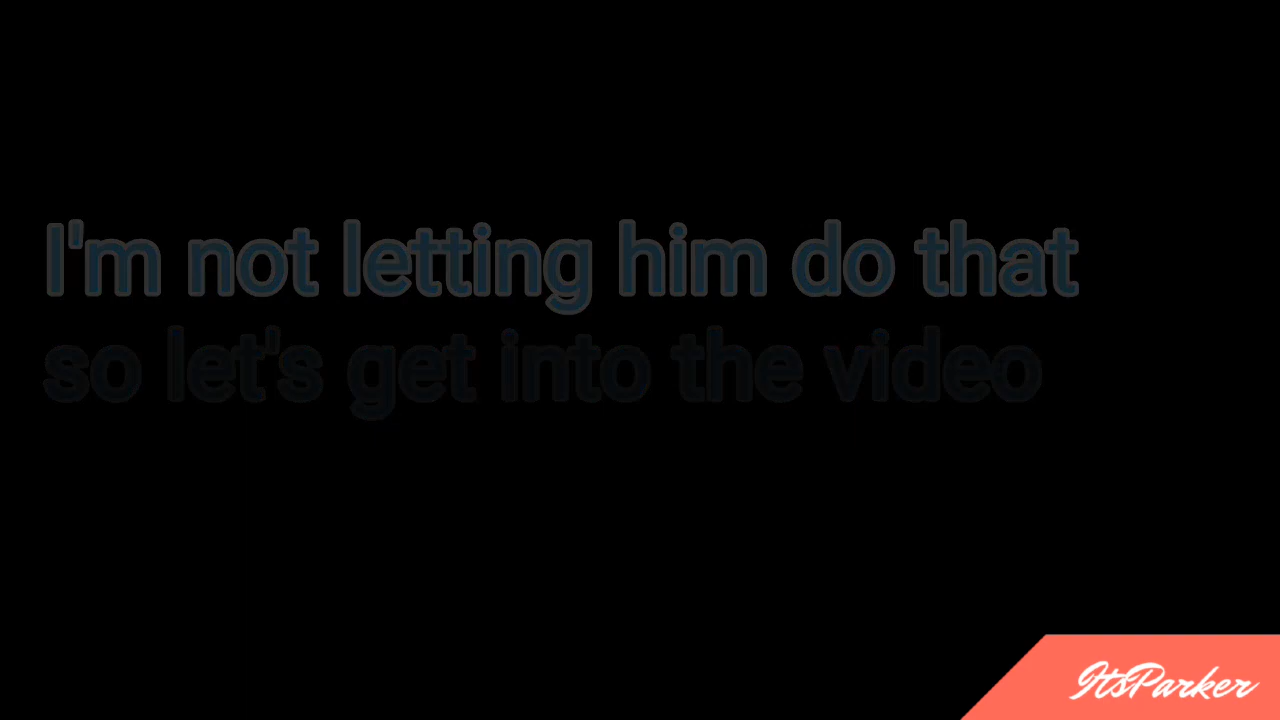 I'm not letting him do that
so let's get into the video
ItsParker